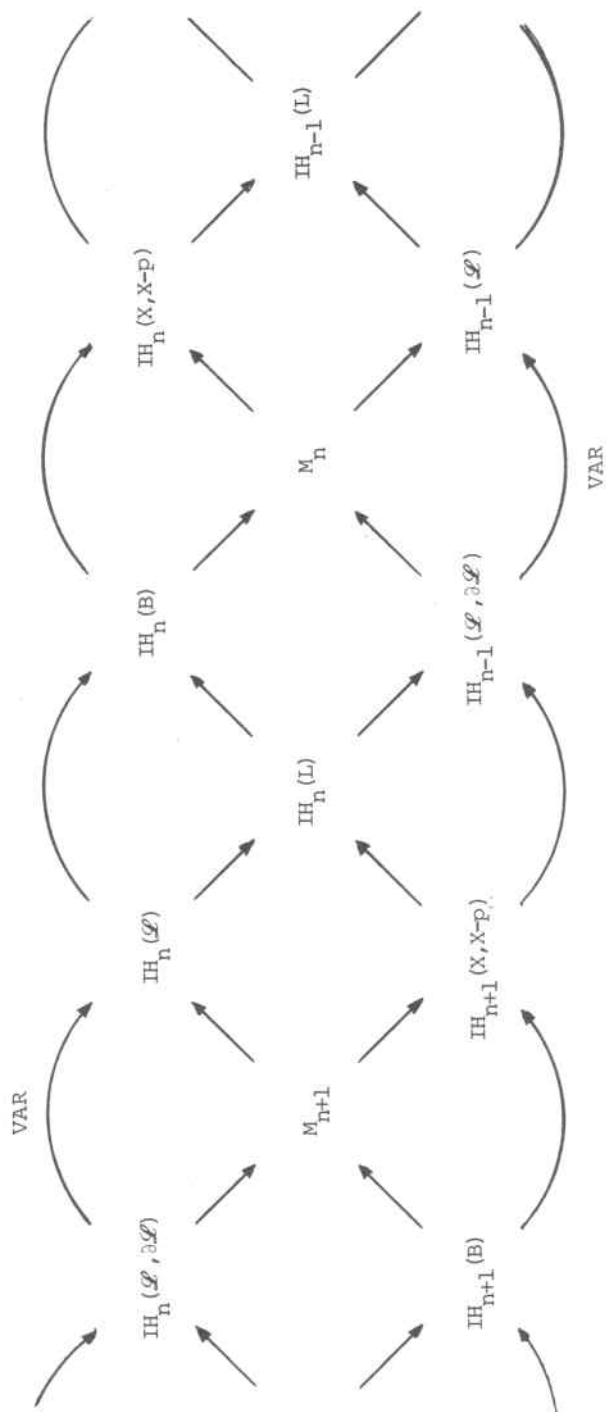 VAR
IH_n(ℒ,∂ℒ) IH_n(ℒ) IH_n(B) IH_n(X,X-p)
M_{n+1} IH_n(L) M_n IH_{n-1}(L)
IH_{n+1}(B) IH_{n+1}(X,X-p) IH_{n-1}(ℒ,∂ℒ) IH_{n-1}(ℒ)
VAR